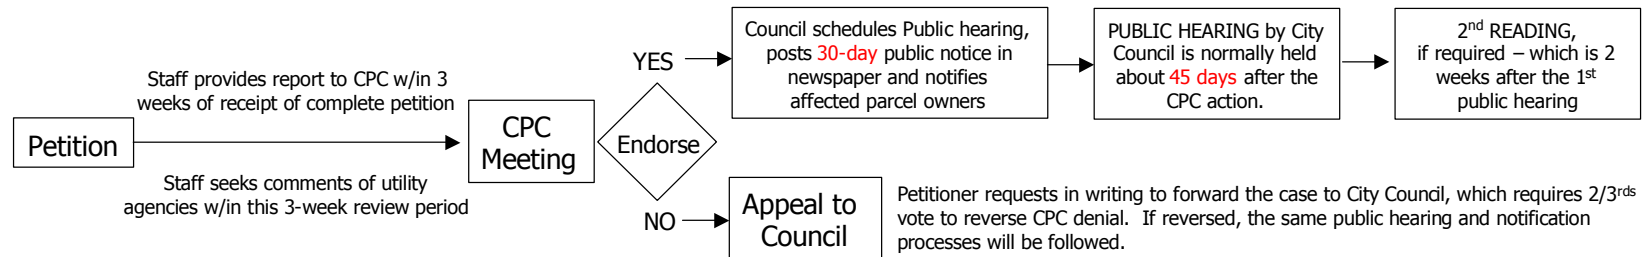 Petition
Staff provides report to CPC w/in 3
weeks of receipt of complete petition
Staff seeks comments of utility
agencies w/in this 3-week review period
CPC
Meeting
Endorse
YES
Council schedules Public hearing,
posts 30-day public notice in
newspaper and notifies
affected parcel owners
PUBLIC HEARING by City
Council is normally held
about 45 days after the
CPC action.
2nd READING,
if required – which is 2
weeks after the 1st
public hearing
NO
Appeal to
Council
Petitioner requests in writing to forward the case to City Council, which requires 2/3rds
vote to reverse CPC denial.  If reversed, the same public hearing and notification
processes will be followed.